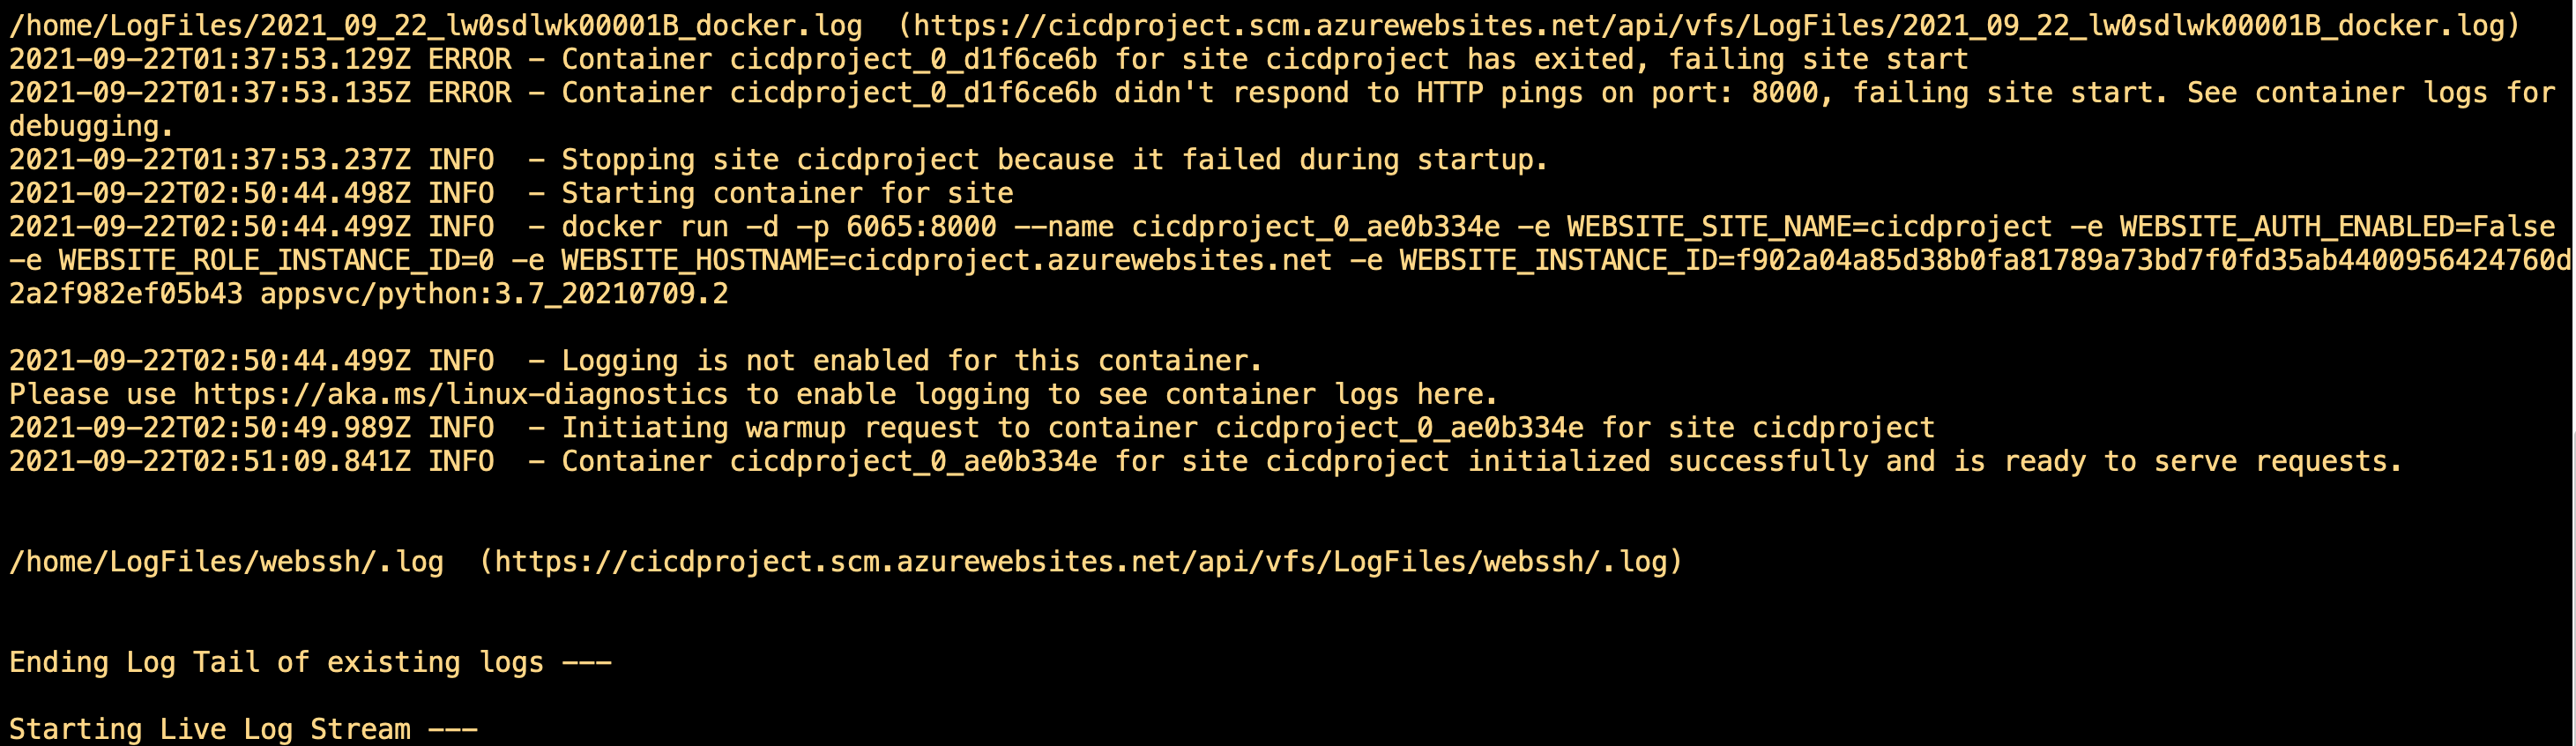 /home/LogFiles/2021_09_22_lw0sdlwk00001B_docker.log  (https://cicdproject.scm.azurewebsites.net/api/vfs/LogFiles/2021_09_22_lw0sdlwk00001B_docker.log)
2021-09-22T01:37:53.129Z ERROR - Container cicdproject_0_d1f6ce6b for site cicdproject has exited, failing site start
2021-09-22T01:37:53.135Z ERROR - Container cicdproject_0_d1f6ce6b didn't respond to HTTP pings on port: 8000, failing site start. See container logs for
debugging.
2021-09-22T01:37:53.237Z INFO  - Stopping site cicdproject because it failed during startup.
2021-09-22T02:50:44.498Z INFO  - Starting container for site
2021-09-22T02:50:44.499Z INFO  - docker run -d -p 6065:8000 --name cicdproject_0_ae0b334e -e WEBSITE_SITE_NAME=cicdproject -e WEBSITE_AUTH_ENABLED=False
-e WEBSITE_ROLE_INSTANCE_ID=0 -e WEBSITE_HOSTNAME=cicdproject.azurewebsites.net -e WEBSITE_INSTANCE_ID=f902a04a85d38b0fa81789a73bd7f0fd35ab4400956424760d
2a2f982ef05b43 appsvc/python:3.7_20210709.2
2021-09-22T02:50:44.499Z INFO  - Logging is not enabled for this container.
Please use https://aka.ms/linux-diagnostics to enable logging to see container logs here.
2021-09-22T02:50:49.989Z INFO  - Initiating warmup request to container cicdproject_0_ae0b334e for site cicdproject
2021-09-22T02:51:09.841Z INFO  - Container cicdproject_0_ae0b334e for site cicdproject initialized successfully and is ready to serve requests.
/home/LogFiles/webssh/.log  (https://cicdproject.scm.azurewebsites.net/api/vfs/LogFiles/webssh/.log)
Ending Log Tail of existing logs ---
Starting Live Log Stream ---